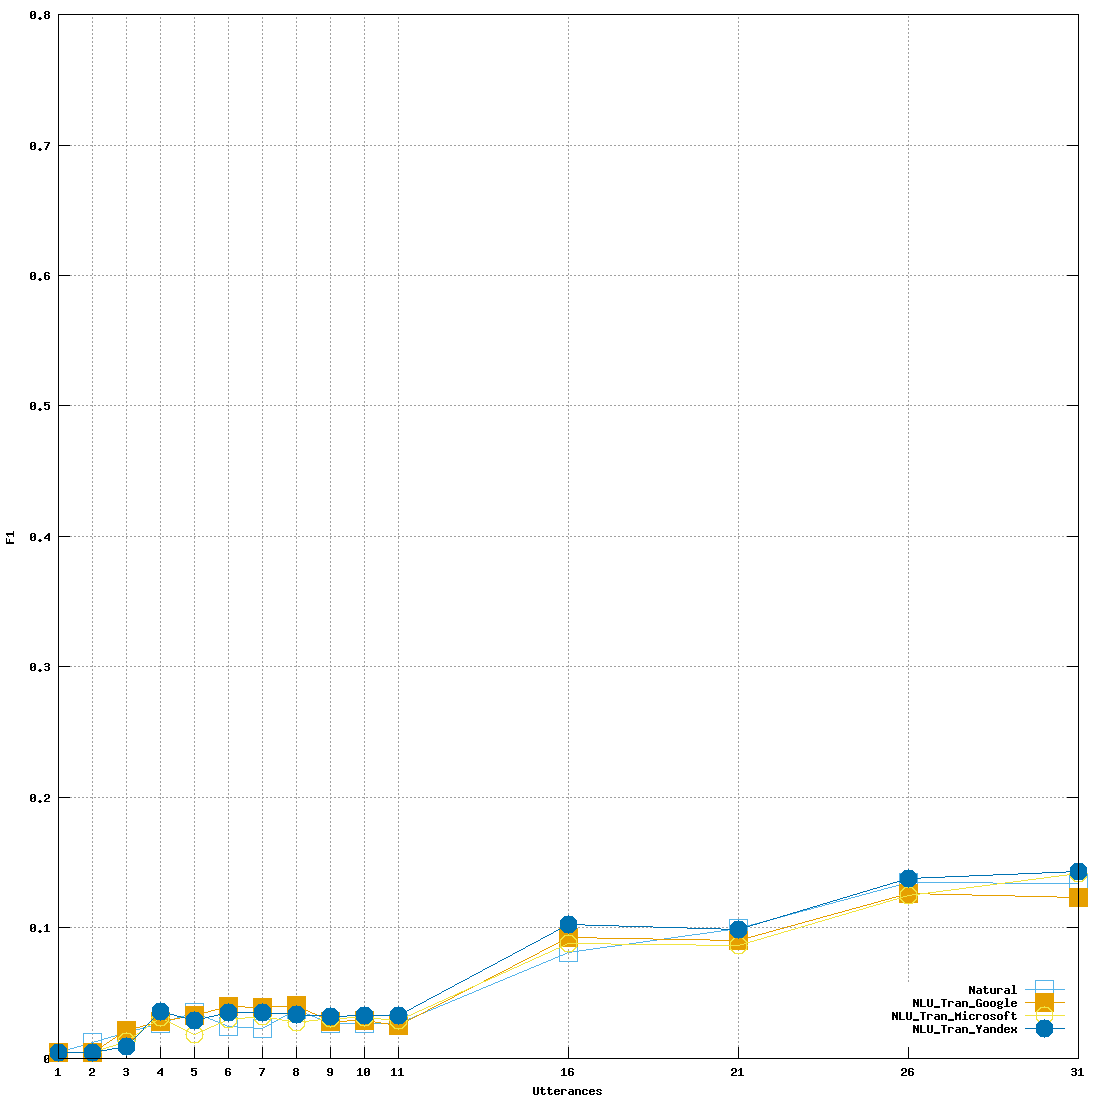 0.8
0.7
0.6
0.5
0.4
0.3
0.2
0.1
0
F1
1 2 3 4 5 6 7 8 9 10 11 16 21 26 31
Utterances
Natural
NLU_Tran_Google
NLU_Tran_Microsoft
NLU_Tran_Yandex